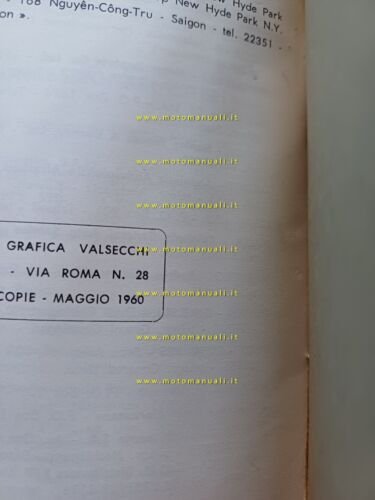 Hyde Park
New Hyde Park N.Y.
168 Nguyên-Công-Tru - Saigon - tel. 22351 -
on ».
www.motomanuali.it
www.motomanuali.it
www.motomanuali.it
GRAFICA VALSECCHI
www.motomanuali.it
- VIA ROMA N. 28
COPIE - MAGGIO 1960
www.motomanuali.it
www.motomanuali.it
www.motomanuali.it